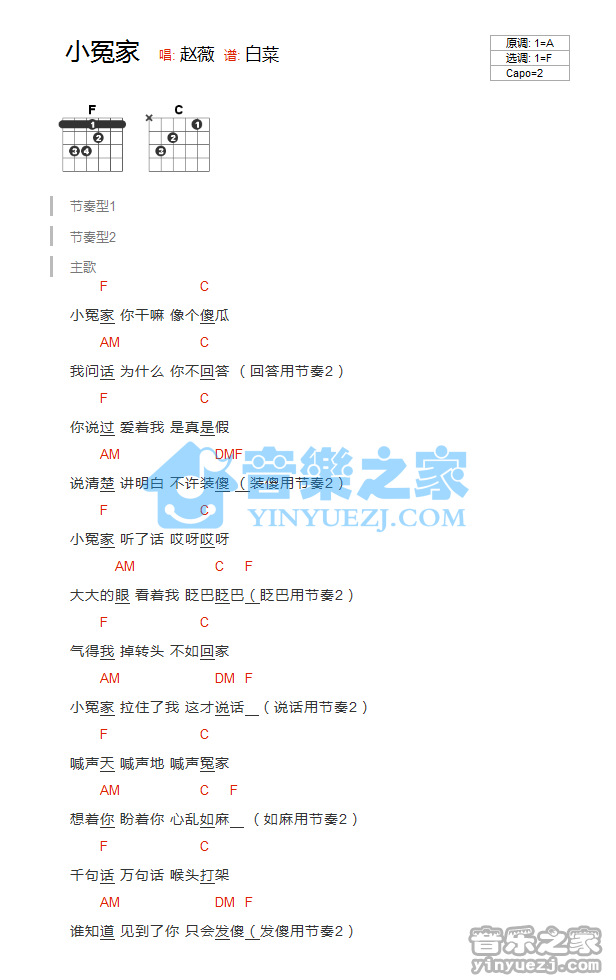 小冤家 唱: 赵薇 谱: 白菜
原调: 1=A
选调: 1=F
Capo=2
F C
节奏型1
节奏型2
主歌
F C
小冤家 你干嘛 像个傻瓜
AM C
我问话 为什么 你不回答 （回答用节奏2）
F C
你说过 爱着我 是真是假
AM DMF
说清楚 讲明白 不许装傻 （装傻用节奏2）
F C
小冤家 听了话 哎呀哎呀
AM C F
大大的眼 看着我 眨巴眨巴（眨巴用节奏2）
F C
气得我 掉转头 不如回家
AM DM F
小冤家 拉住了我 这才说话 （说话用节奏2）
F C
喊声天 喊声地 喊声冤家
AM C F
想着你 盼着你 心乱如麻 （如麻用节奏2）
F C
千句话 万句话 喉头打架
AM DM F
谁知道 见到了你 只会发傻（发傻用节奏2）
音樂之家
YINYUEZJ.COM
音乐之家
yinyuezj.com